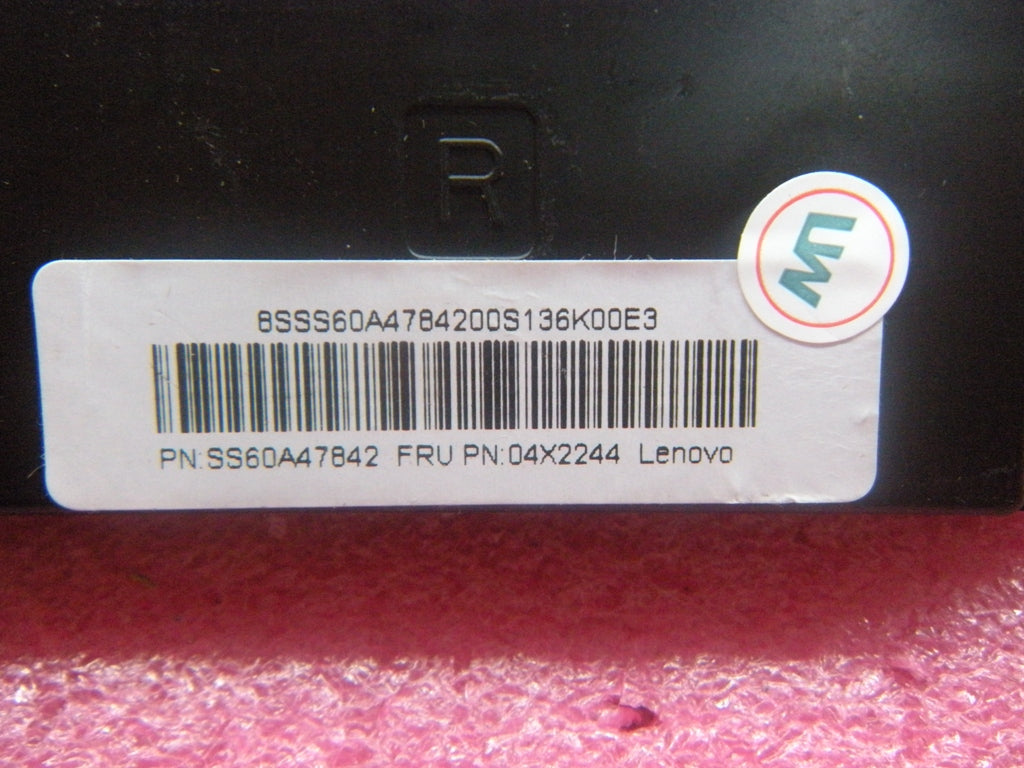 R
8SSS60A4784200S136K00E3
PN:SS60A47842 FRU PN:04X2244 Lenovo